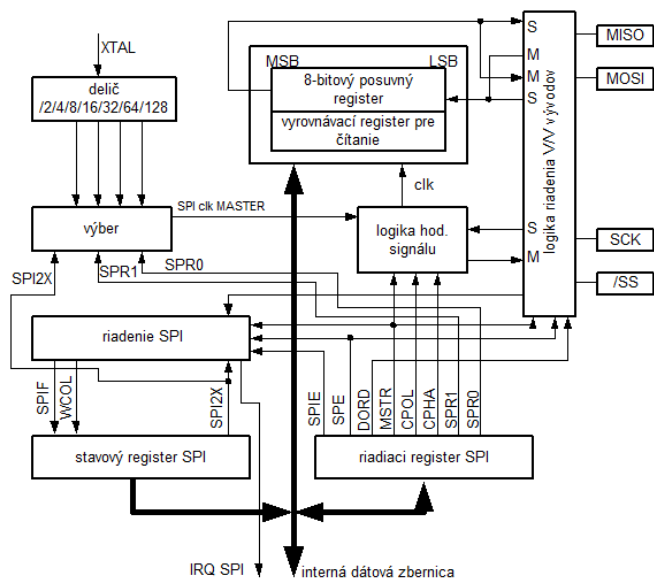 XTAL
delič
/2/4/8/16/32/64/128
MSB
LSB
8-bitový posuvný
register
vyrovnávací register pre
čítanie
S
M
M
S
S
M
logika riadenia V/V vývodov
MISO
MOSI
SCK
/SS
výber
SPI clk MASTER
clk
logika hod.
signálu
SPI2X
SPR1
SPR0
riadenie SPI
SPIF
WCOL
SPI2X
SPIE
SPE
DORD
MSTR
CPOL
CPHA
SPR1
SPR0
stavový register SPI
riadiaci register SPI
IRQ SPI
interná dátová zbernica